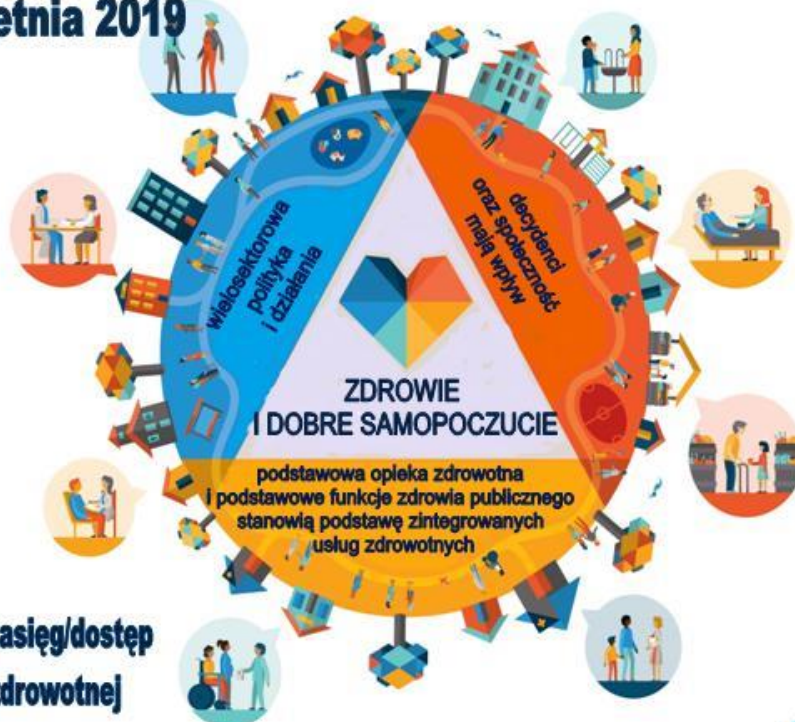 etnia 2019
wielosektorowa
polityka
i działania
decydenci
oraz społeczność
mają wpływ
ZDROWIE
I DOBRE SAMOPOCZUCIE
podstawowa opieka zdrowotna
i podstawowe funkcje zdrowia publicznego
stanowią podstawę zintegrowanych
usług zdrowotnych
asięg/dostęp
zdrowotnej